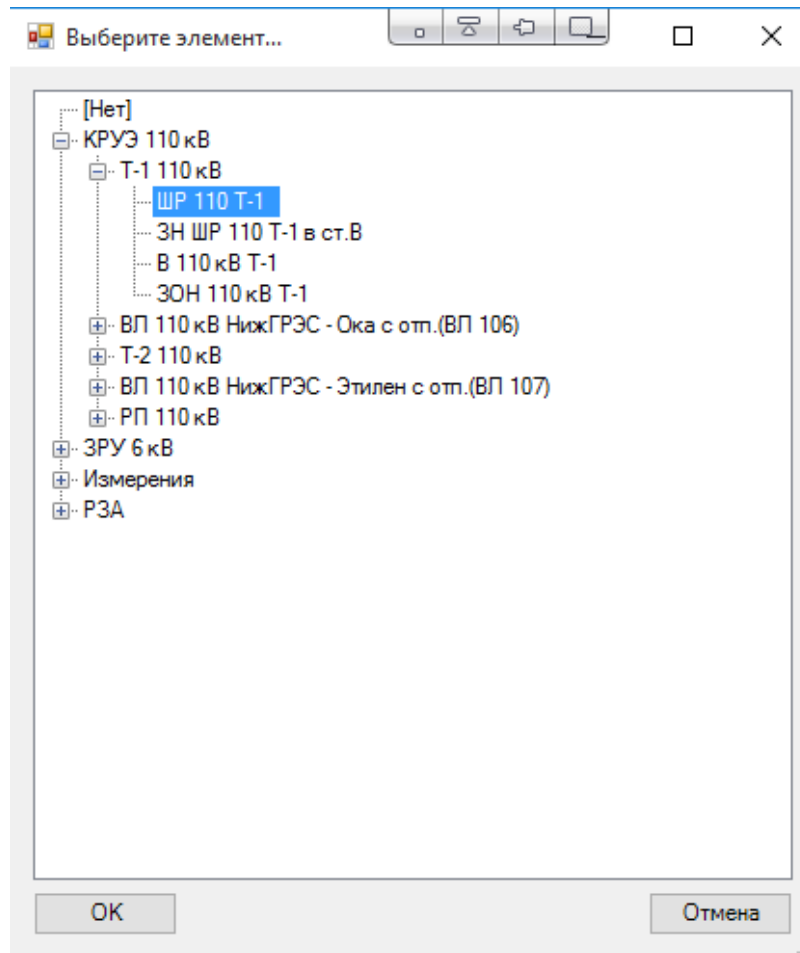 Выберите элемент...
[Нет]
КРУЭ 110 кВ
Т-1 110 кВ
ШР 110 Т-1
ЗН ШР 110 Т-1 в ст.В
В 110 кВ Т-1
ЗОН 110 кВ Т-1
ВЛ 110 кВ НижГРЭС - Ока с отп.(ВЛ 106)
Т-2 110 кВ
ВЛ 110 кВ НижГРЭС - Этилен с отп.(ВЛ 107)
РП 110 кВ
ЗРУ 6 кВ
Измерения
РЗА
ОК Отмена